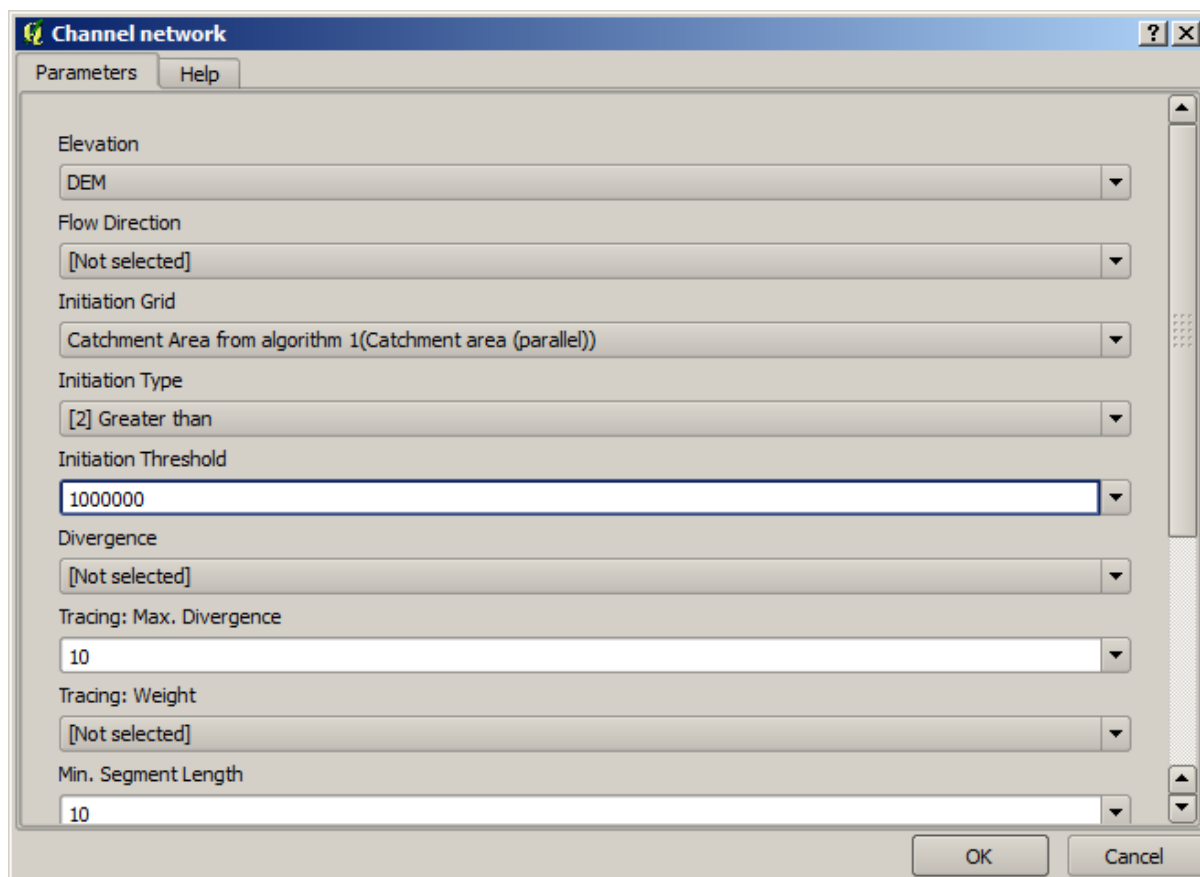 Channel network
Parameters Help
Elevation
DEM
Flow Direction
[Not selected]
Initiation Grid
Catchment Area from algorithm 1(Catchment area (parallel))
Initiation Type
[2] Greater than
Initiation Threshold
1000000
Divergence
[Not selected]
Tracing: Max. Divergence
10
Tracing: Weight
[Not selected]
Min. Segment Length
10
OK Cancel